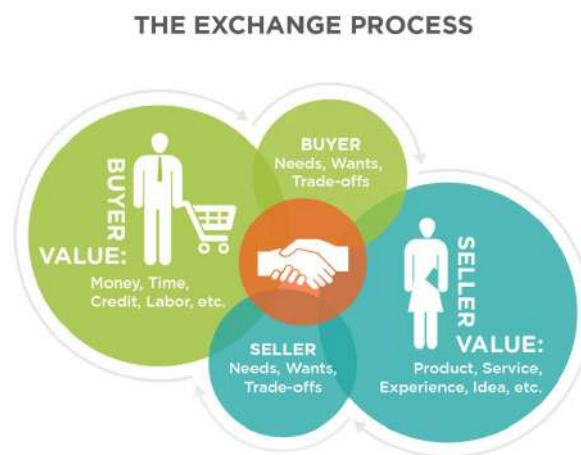 THE EXCHANGE PROCESS
BUYER
VALUE:
Money, Time,
Credit, Labor, etc.
BUYER
Needs, Wants,
Trade-offs
SELLER
Needs, Wants,
Trade-offs
SELLER
VALUE:
Product, Service,
Experience, Idea, etc.